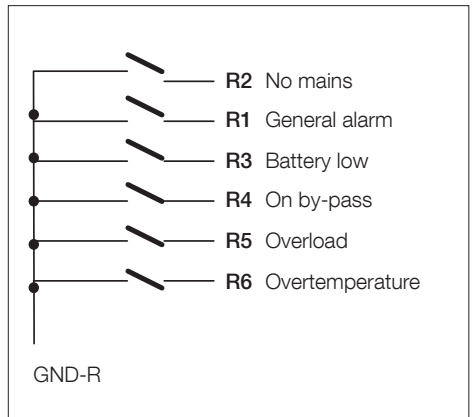 R2 No mains
R1 General alarm
R3 Battery low
R4 On by-pass
R5 Overload
R6 Overtemperature
GND-R